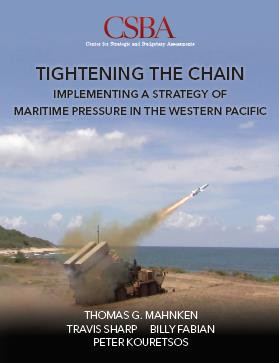 CSBA
Center for Strategic and Budgetary Assessments
TIGHTENING THE CHAIN
IMPLEMENTING A STRATEGY OF
MARITIME PRESSURE IN THE WESTERN PACIFIC
THOMAS G. MAHNKEN
TRAVIS SHARP BILLY FABIAN
PETER KOURETSOS